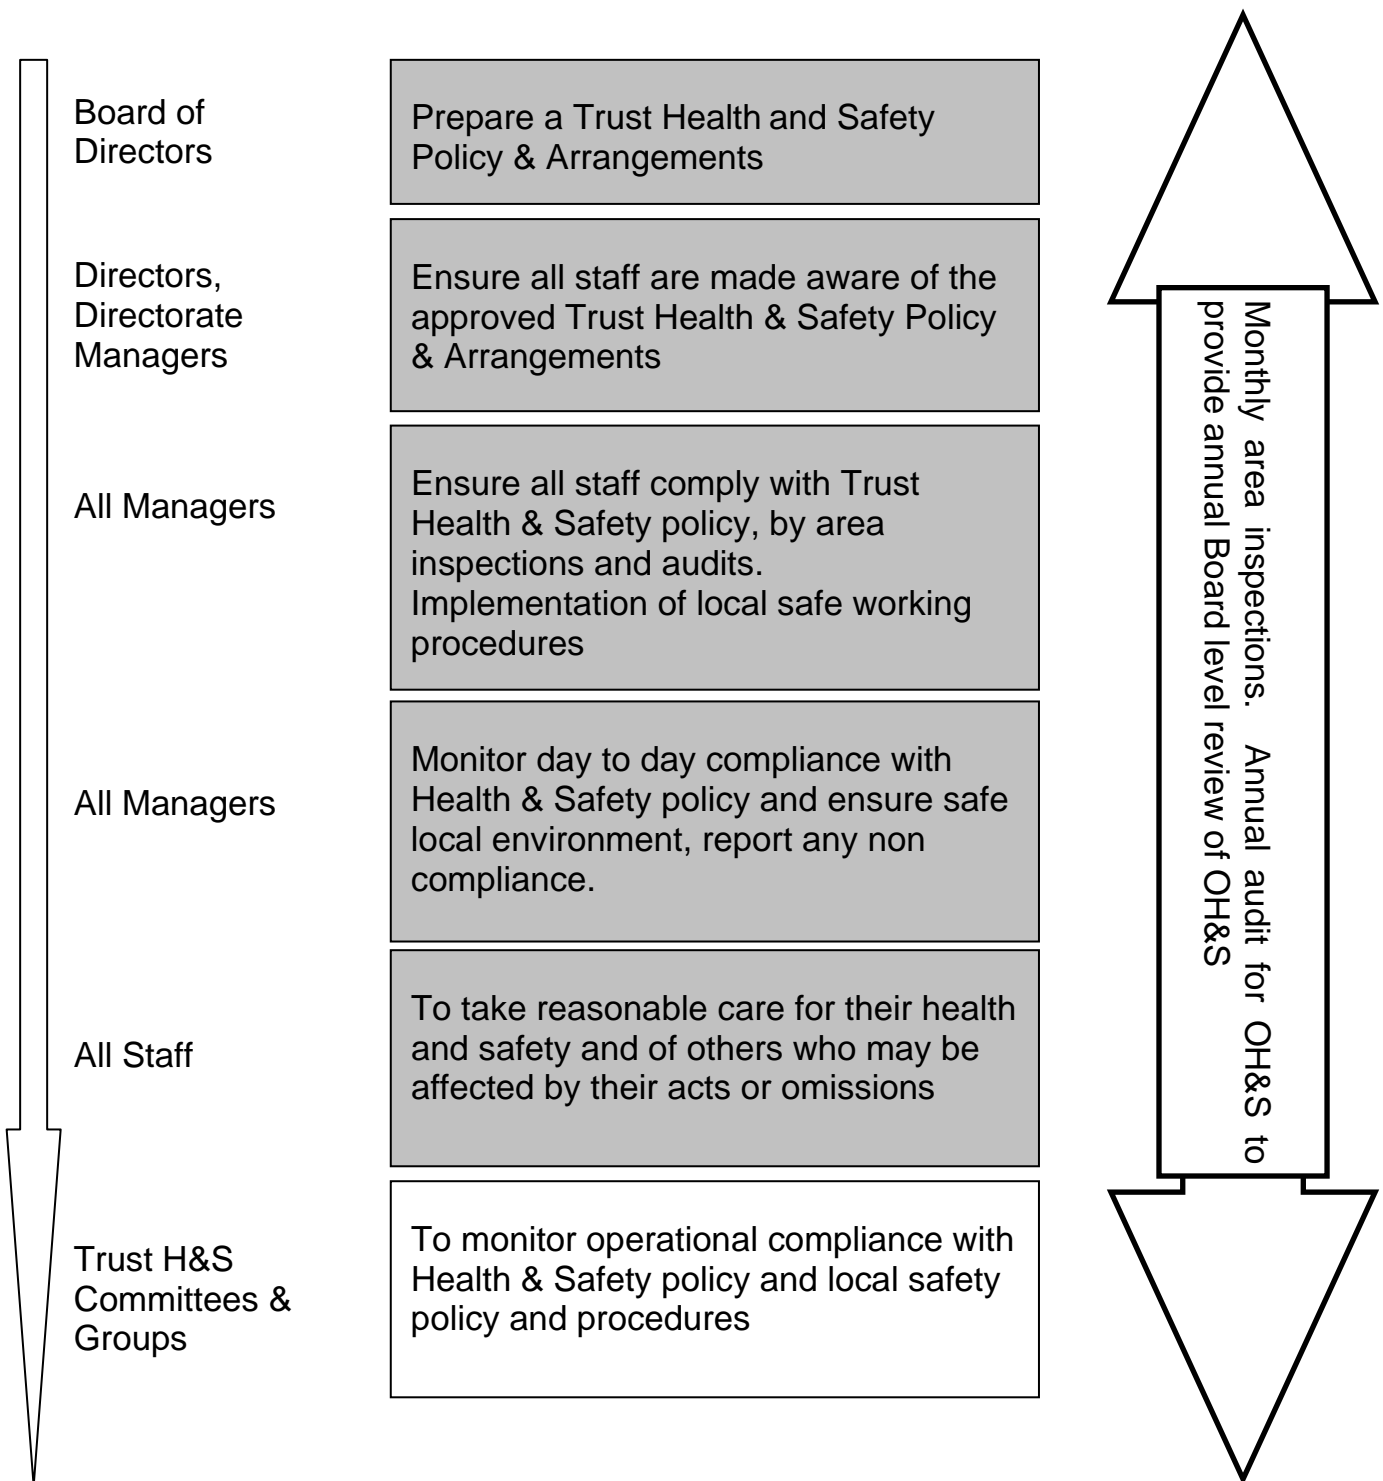 Board of
Directors
Prepare a Trust Health and Safety
Policy & Arrangements
Directors,
Directorate
Managers
Ensure all staff are made aware of the
approved Trust Health & Safety Policy
& Arrangements
All Managers
Ensure all staff comply with Trust
Health & Safety policy, by area
inspections and audits.
Implementation of local safe working
procedures
All Managers
Monitor day to day compliance with
Health & Safety policy and ensure safe
local environment, report any non
compliance.
All Staff
To take reasonable care for their health
and safety and of others who may be
affected by their acts or omissions
Trust H&S
Committees &
Groups
To monitor operational compliance with
Health & Safety policy and local safety
policy and procedures
Monthly area inspections. Annual audit for OH&S to
provide annual Board level review of OH&S